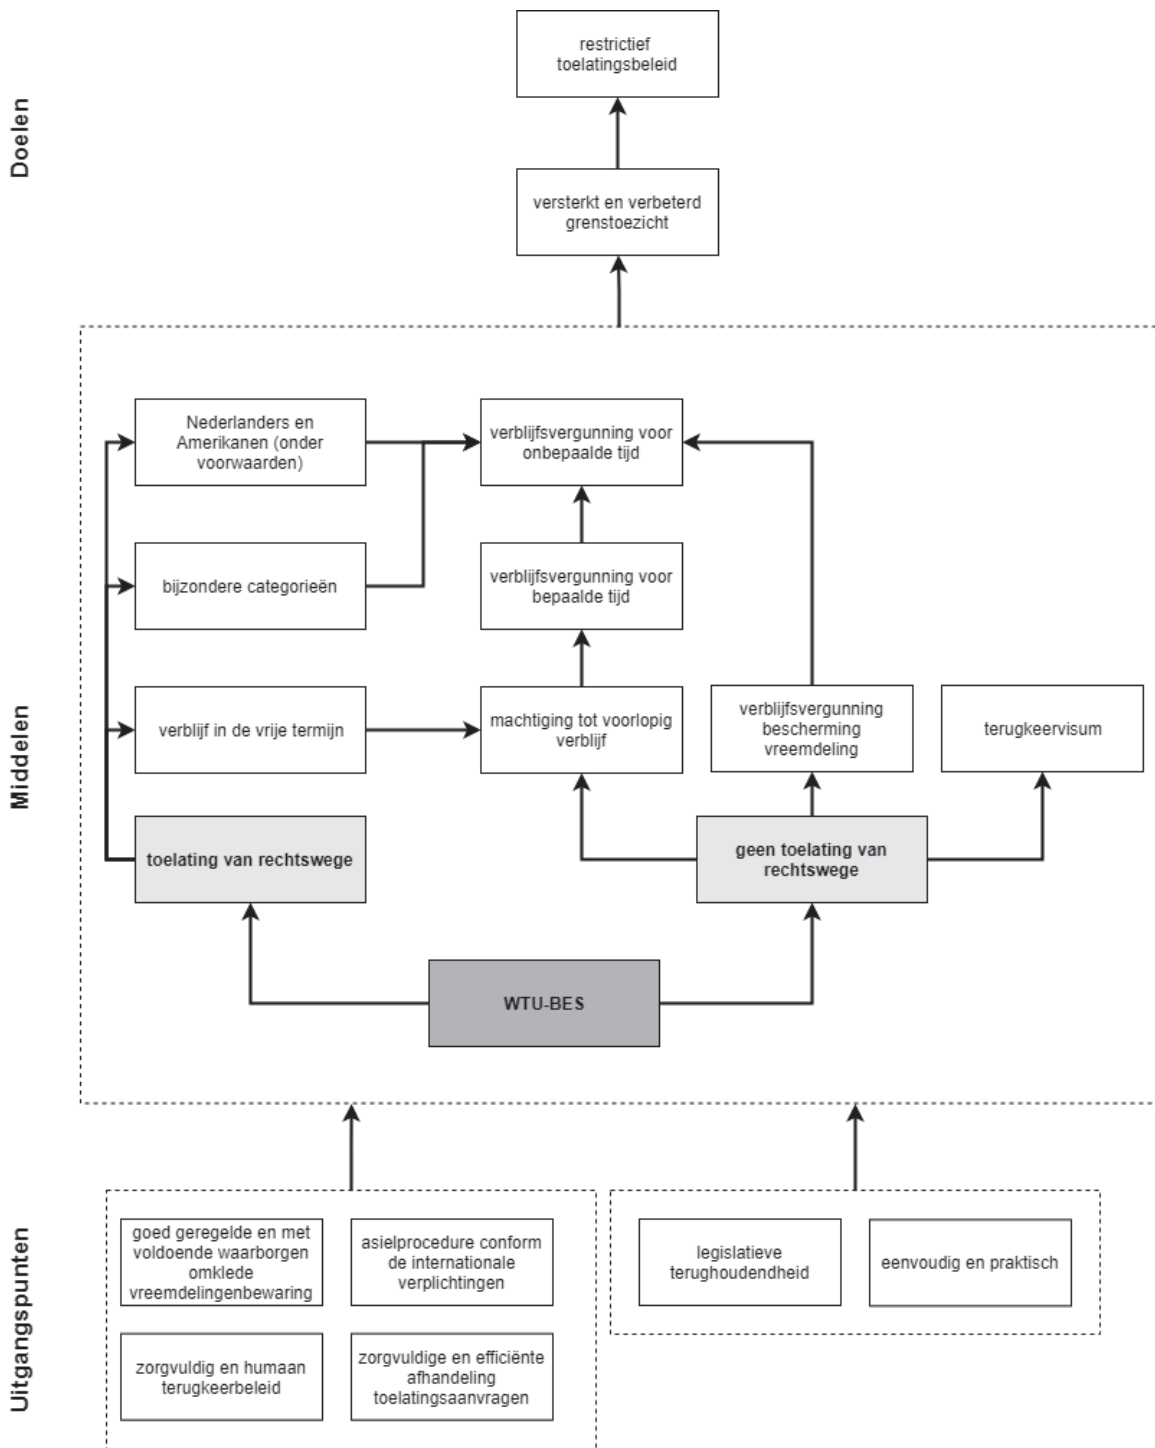 Doelen
restrictief
toelatingsbeleid
versterkt en verbeterd
grenstoezicht
Middelen
Nederlanders en
Amerikanen (onder
voorwaarden)
verblijfsvergunning voor
onbepaalde tijd
bijzondere categorieën
verblijfsvergunning voor
bepaalde tijd
verblijf in de vrije termijn
machtiging tot voorlopig
verblijf
verblijfsvergunning
bescherming
vreemdeling
terugkeervisum
toelating van rechtswege
geen toelating van
rechtswege
WTU-BES
Uitgangspunten
goed geregelde en met
voldoende waarborgen
omklede
vreemdelingenbewaring
asielprocedure conform
de internationale
verplichtingen
legislatieve
terughoudendheid
eenvoudig en praktisch
zorgvuldig en humaan
terugkeerbeleid
zorgvuldige en efficiënte
afhandeling
toelatingsaanvragen